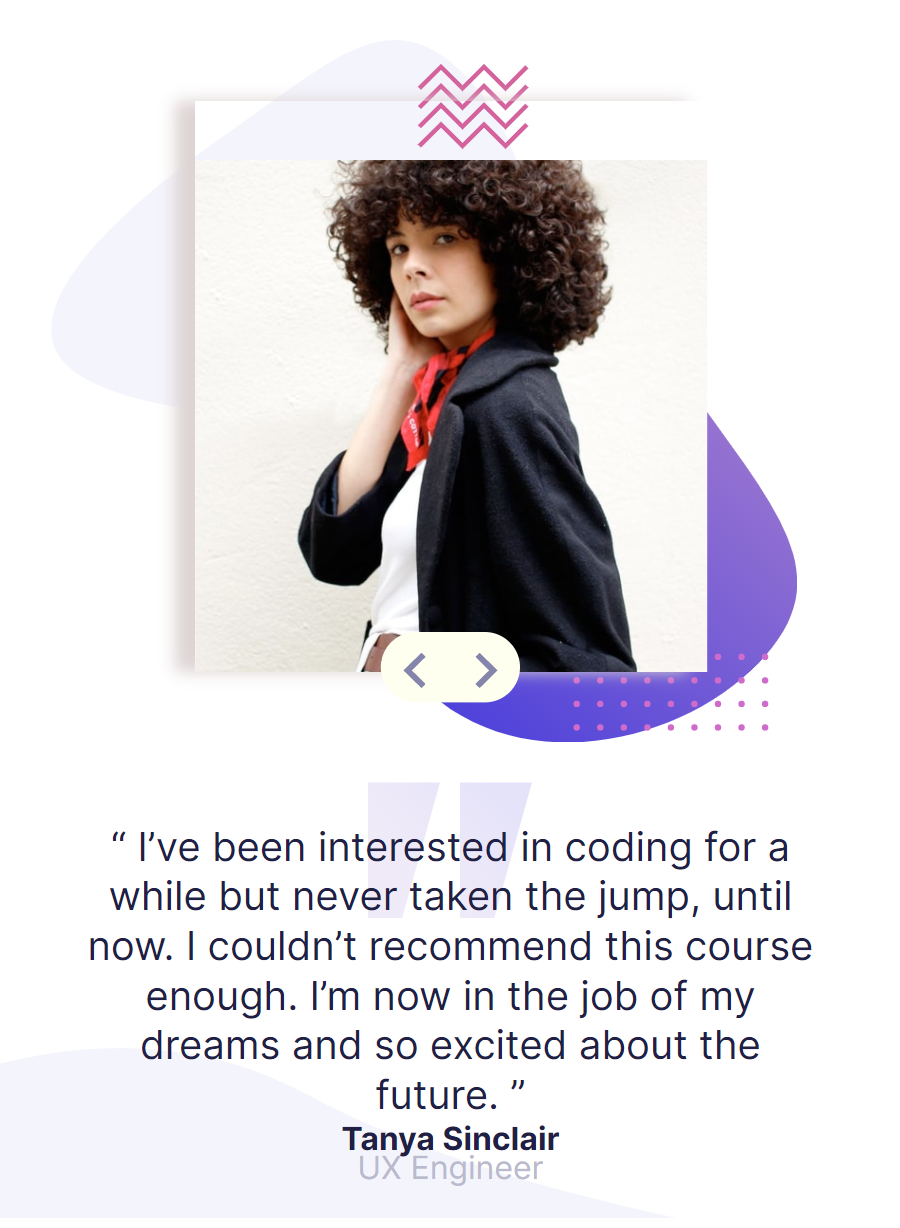 “ I’ve been interested in coding for a
while but never taken the jump, until
now. I couldn’t recommend this course
enough. I’m now in the job of my
dreams and so excited about the
future. ”
Tanya Sinclair
UX Engineer